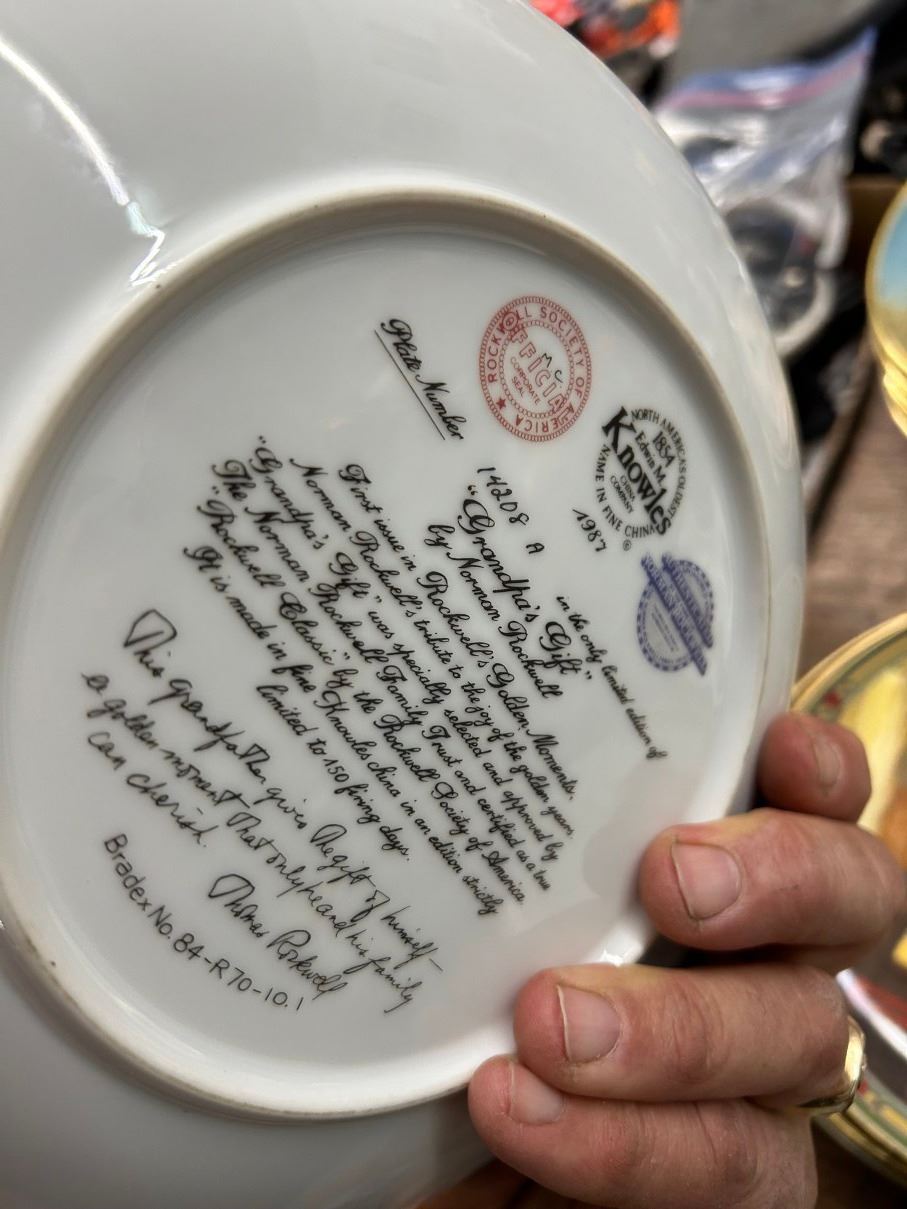 ROCKWELL SOCIETY OF AMERICA
OFFICIAL
MC
CORPORATE
SEAL
NORTH AMERICA'S OLDEST
1854
Edwin M.
Knowles
CHINA
COMPANY
NAME IN FINE CHINA
®
1987
Plate Number
14208 A
in the only limited edition of
"Grandpa's Gift"
by Norman Rockwell
First issue in Rockwell's Golden Moments,
Norman Rockwell's tribute to the joy of the golden years,
"Grandpa's Gift" was specially selected and approved by
The Norman Rockwell Family Trust and certified as a true
"Rockwell Classic" by the Rockwell Society of America.
It is made in fine Knowles china in an edition strictly
limited to 150 firing days.
This grandfather gives the gift of himself—
a golden moment that only he and his family
can cherish.
Thomas Rockwell
Bradex No. 84-R70-10.1